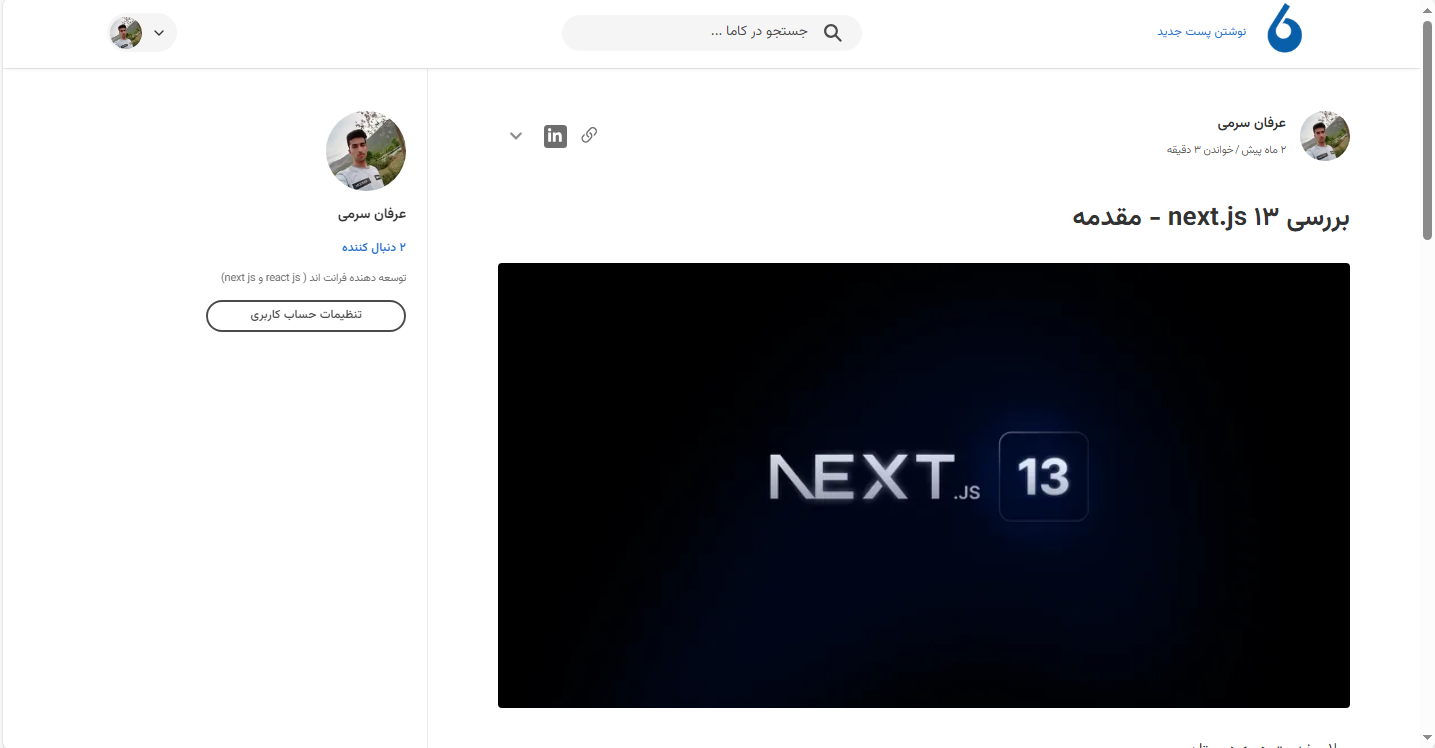 نوشتن پست جدید
جستجو در کاما ...
عرفان سرمی
۲ ماه پیش / خواندن ۳ دقیقه
in
بررسی next.js ۱۳ - مقدمه
NEXT.JS 13
عرفان سرمی
۲ دنبال کننده
توسعه دهنده فرانت اند ( react js و next js)
تنظیمات حساب کاربری